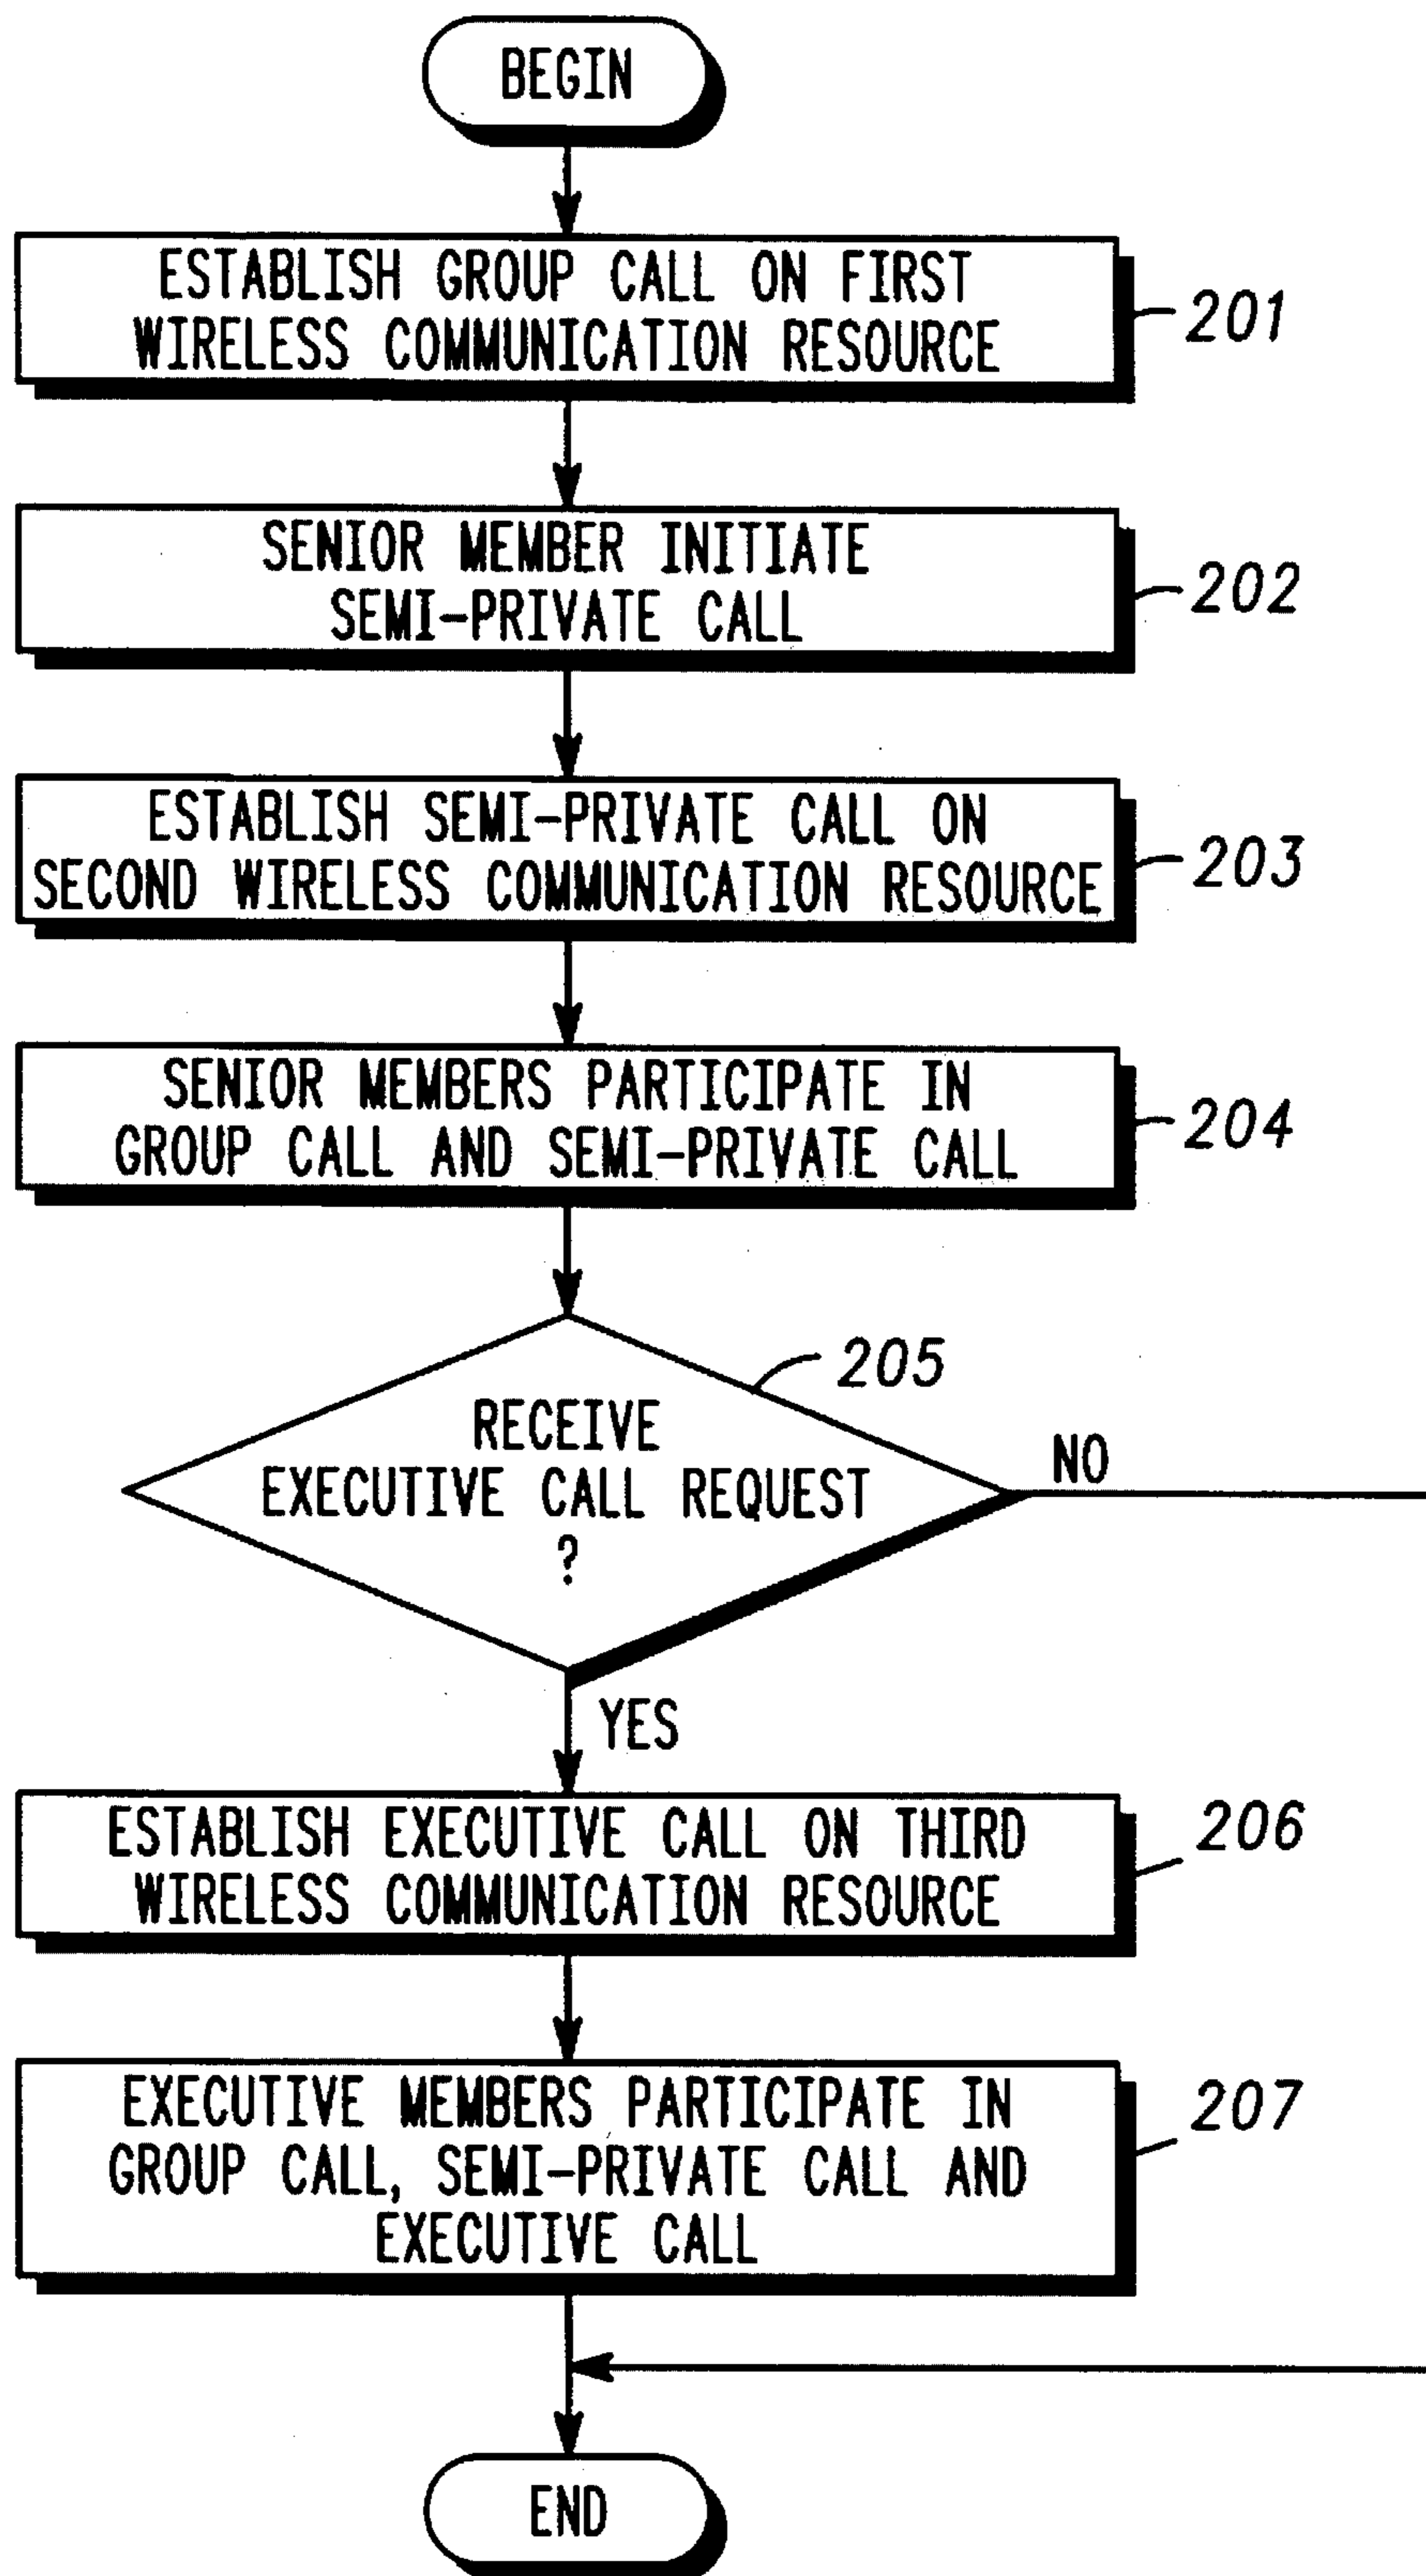 BEGIN
ESTABLISH GROUP CALL ON FIRST
WIRELESS COMMUNICATION RESOURCE
201
SENIOR MEMBER INITIATE
SEMI-PRIVATE CALL
202
ESTABLISH SEMI-PRIVATE CALL ON
SECOND WIRELESS COMMUNICATION RESOURCE
203
SENIOR MEMBERS PARTICIPATE IN
GROUP CALL AND SEMI-PRIVATE CALL
204
205
RECEIVE
EXECUTIVE CALL REQUEST
?
NO
YES
ESTABLISH EXECUTIVE CALL ON THIRD
WIRELESS COMMUNICATION RESOURCE
206
EXECUTIVE MEMBERS PARTICIPATE IN
GROUP CALL, SEMI-PRIVATE CALL AND
EXECUTIVE CALL
207
END